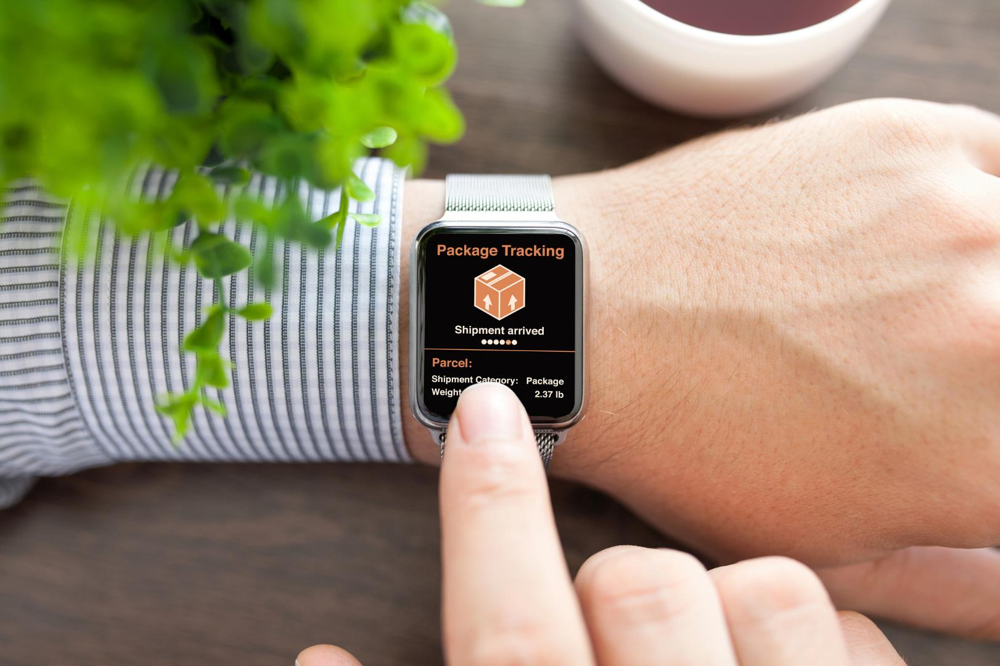 Package Tracking
Shipment arrived
Parcel:
Shipment Category: Package
Weight 2.37 lb